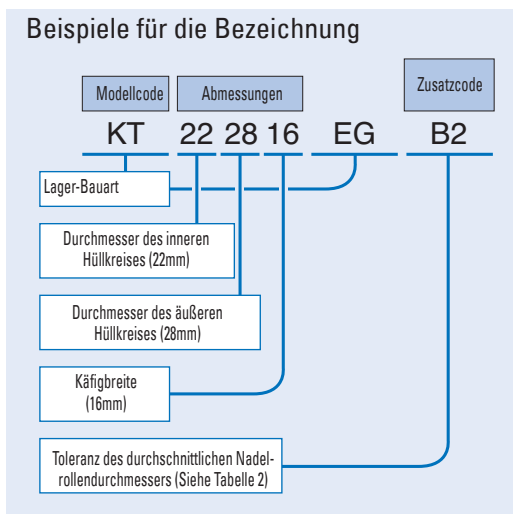 Beispiele für die Bezeichnung
Modellcode Abmessungen Zusatzcode
KT 22 28 16 EG B2
Lager-Bauart
Durchmesser des inneren
Hüllkreises (22mm)
Durchmesser des äußeren
Hüllkreises (28mm)
Käfigbreite
(16mm)
Toleranz des durchschnittlichen Nadel-
rollendurchmessers (Siehe Tabelle 2)